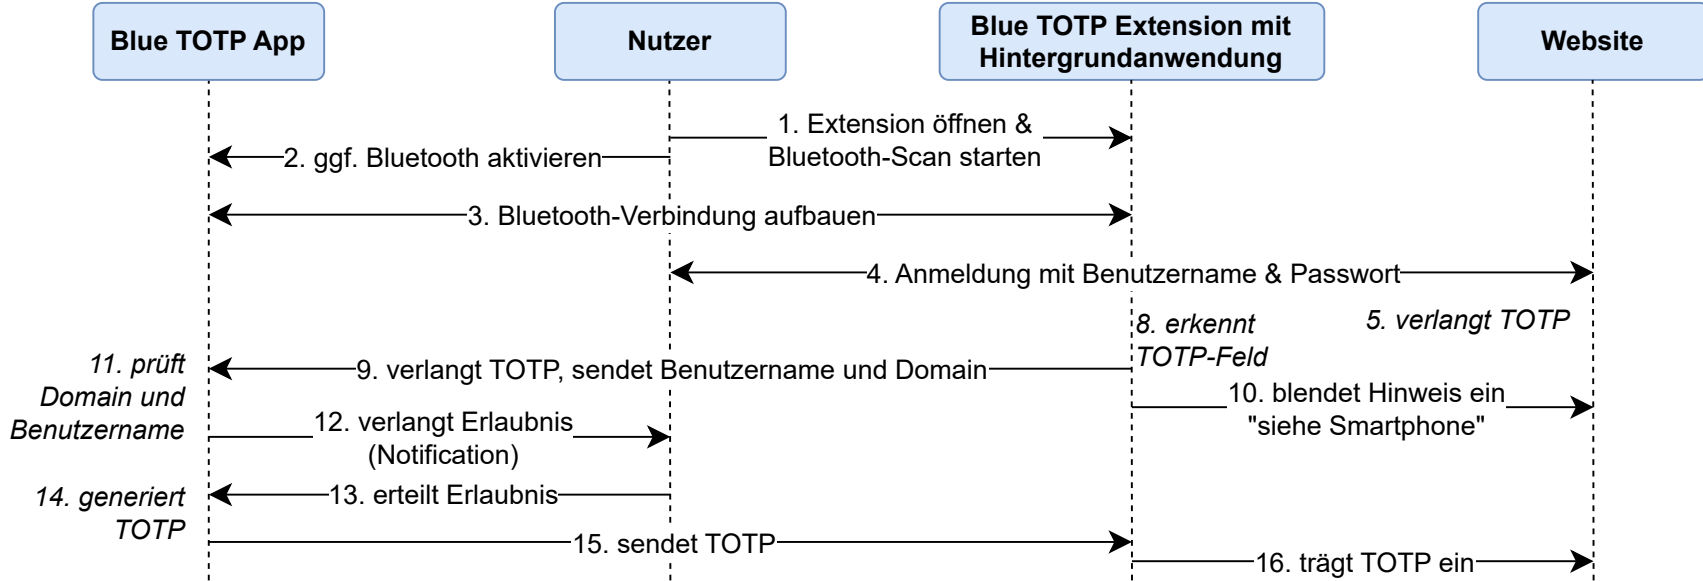 Blue TOTP App
Nutzer
Blue TOTP Extension mit
Hintergrundanwendung
Website
1. Extension öffnen &
Bluetooth-Scan starten
2. ggf. Bluetooth aktivieren
3. Bluetooth-Verbindung aufbauen
4. Anmeldung mit Benutzername & Passwort
5. verlangt TOTP
8. erkennt
TOTP-Feld
9. verlangt TOTP, sendet Benutzername und Domain
10. blendet Hinweis ein
"siehe Smartphone"
11. prüft
Domain und
Benutzername
12. verlangt Erlaubnis
(Notification)
13. erteilt Erlaubnis
14. generiert
TOTP
15. sendet TOTP
16. trägt TOTP ein